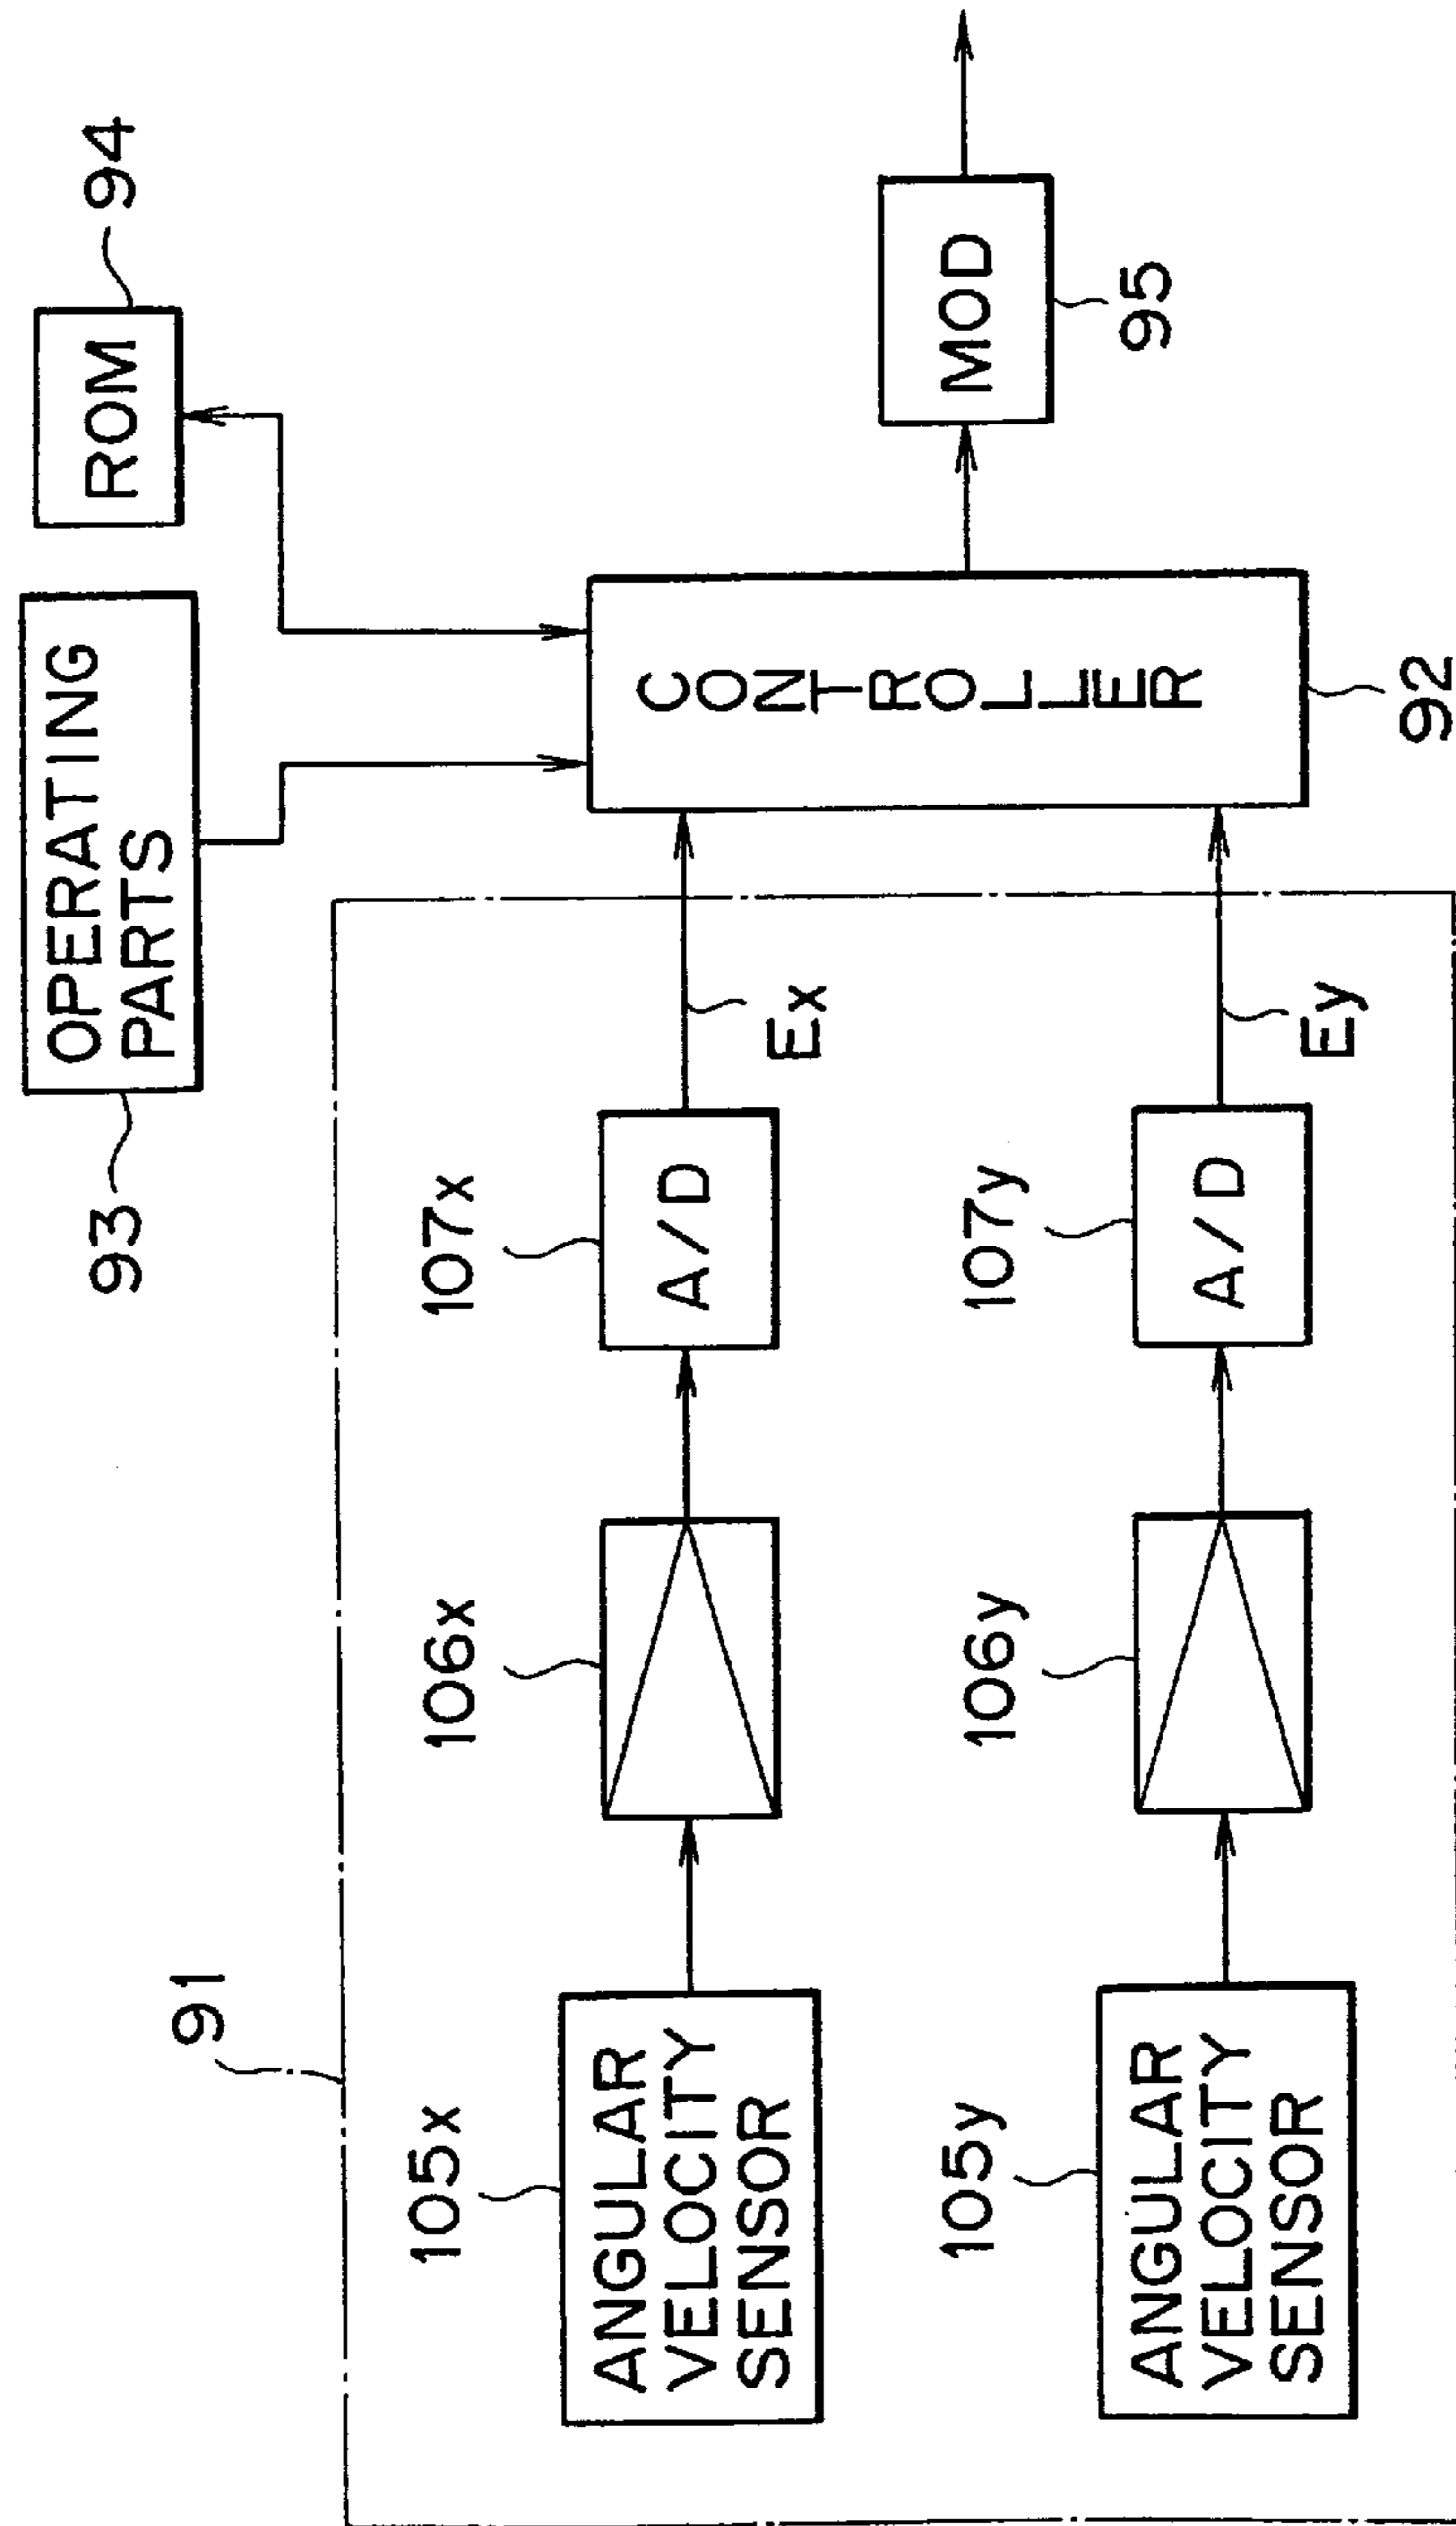 93
OPERATING
PARTS
ROM
94
91
105x
106x
107x
ANGULAR
VELOCITY
SENSOR
A/D
Ex
CONTROLLER
MOD
95
105y
106y
107y
ANGULAR
VELOCITY
SENSOR
A/D
Ey
92